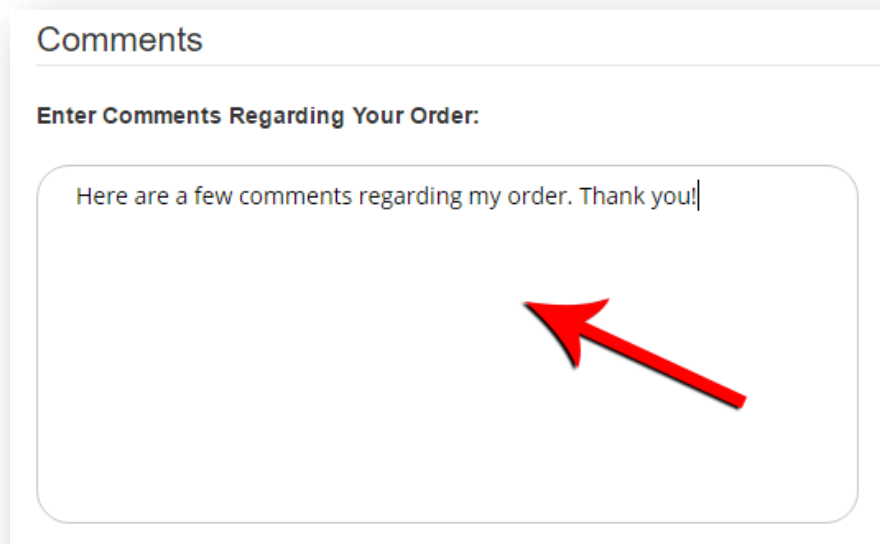 Comments
Enter Comments Regarding Your Order:
Here are a few comments regarding my order. Thank you!